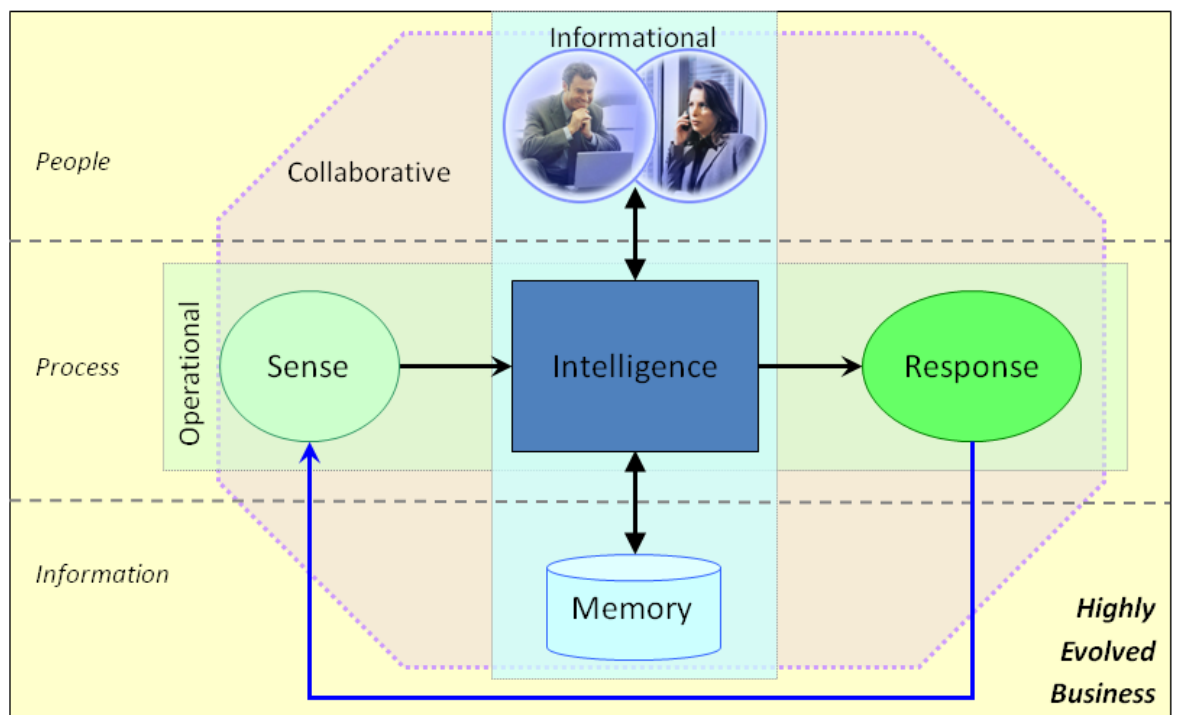 Informational
People
Collaborative
Operational
Process
Sense
Intelligence
Response
Information
Memory
Highly
Evolved
Business